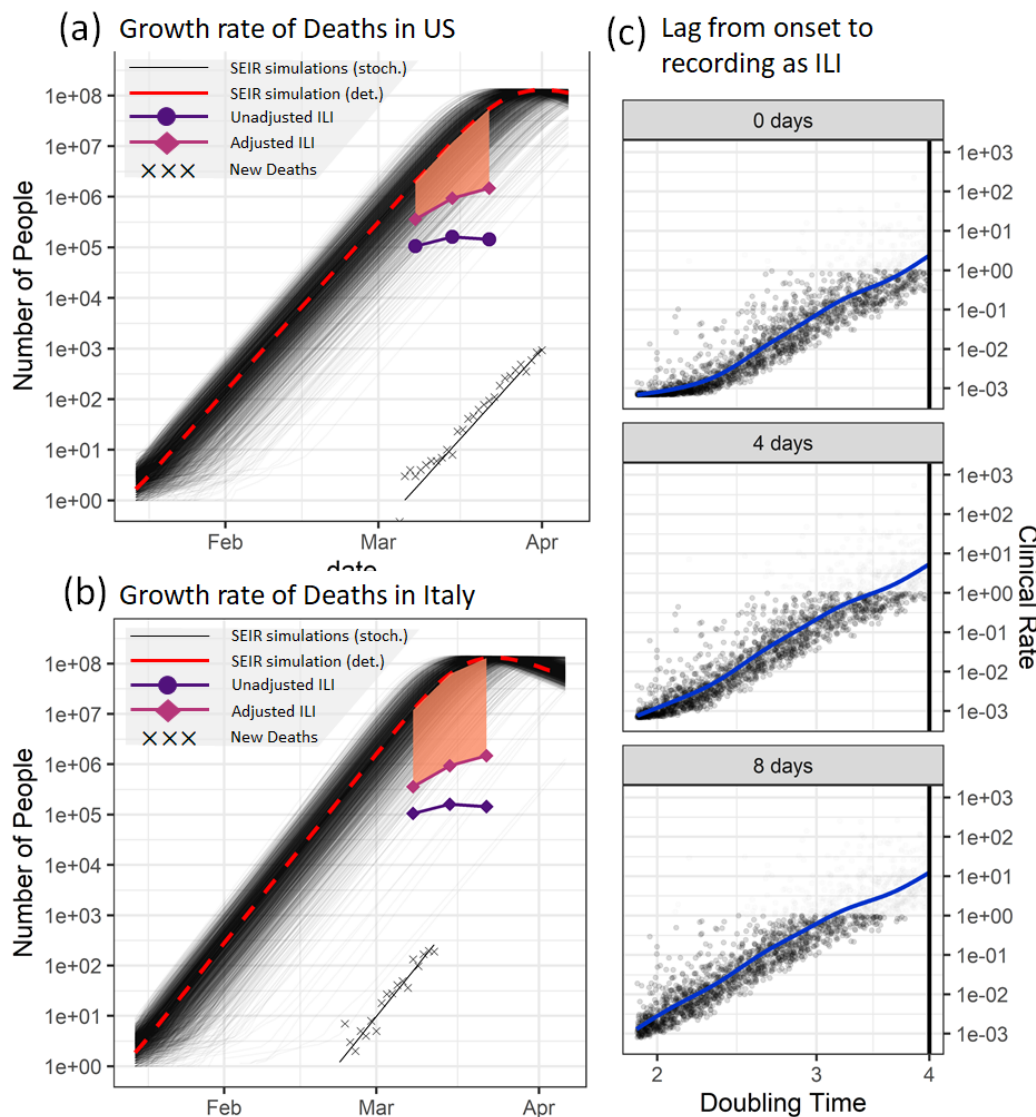 (a) Growth rate of Deaths in US
SEIR simulations (stoch.)
SEIR simulation (det.)
Unadjusted ILI
Adjusted ILI
××× New Deaths
Number of People
1e+08
1e+07
1e+06
1e+05
1e+04
1e+03
1e+02
1e+01
1e+00
Feb
Mar
Apr
date
(b) Growth rate of Deaths in Italy
SEIR simulations (stoch.)
SEIR simulation (det.)
Unadjusted ILI
Adjusted ILI
××× New Deaths
Number of People
1e+08
1e+07
1e+06
1e+05
1e+04
1e+03
1e+02
1e+01
1e+00
Feb
Mar
Apr
(c) Lag from onset to
recording as ILI
0 days
1e+03
1e+02
1e+01
1e+00
1e-01
1e-02
1e-03
4 days
1e+03
1e+02
1e+01
1e+00
1e-01
1e-02
1e-03
8 days
1e+03
1e+02
1e+01
1e+00
1e-01
1e-02
1e-03
Clinical Rate
2
3
4
Doubling Time